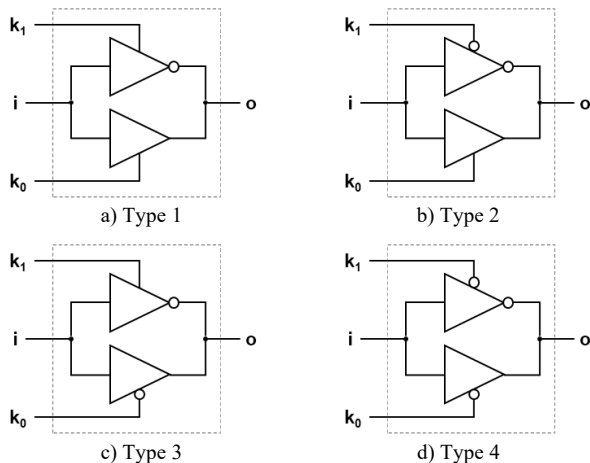 k₁
i
o
k₀
a) Type 1
k₁
i
o
k₀
b) Type 2
k₁
i
o
k₀
c) Type 3
k₁
i
o
k₀
d) Type 4